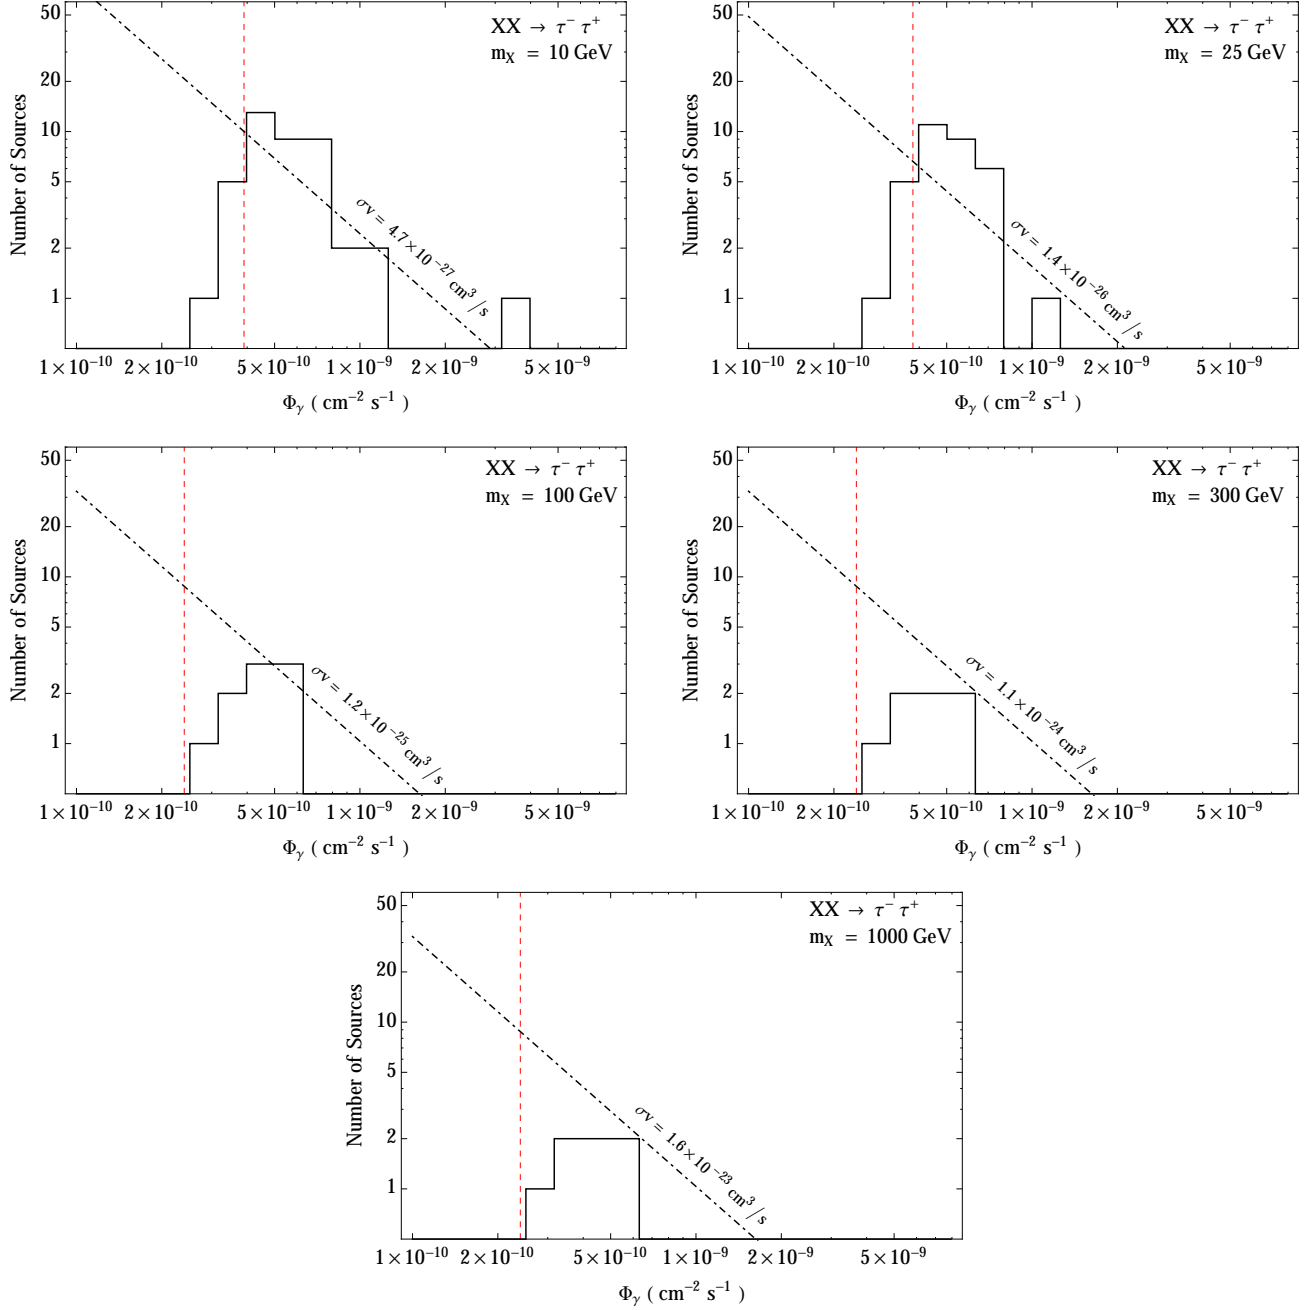 XX → τ⁻ τ⁺
m_X = 10 GeV
50
20
10
5
2
1
Number of Sources
σv = 4.7×10⁻²⁷ cm³/s
1×10⁻¹⁰ 2×10⁻¹⁰ 5×10⁻¹⁰ 1×10⁻⁹ 2×10⁻⁹ 5×10⁻⁹
Φ_γ ( cm⁻² s⁻¹ )
XX → τ⁻ τ⁺
m_X = 25 GeV
50
20
10
5
2
1
Number of Sources
σv = 1.4×10⁻²⁶ cm³/s
1×10⁻¹⁰ 2×10⁻¹⁰ 5×10⁻¹⁰ 1×10⁻⁹ 2×10⁻⁹ 5×10⁻⁹
Φ_γ ( cm⁻² s⁻¹ )
XX → τ⁻ τ⁺
m_X = 100 GeV
50
20
10
5
2
1
Number of Sources
σv = 1.2×10⁻²⁵ cm³/s
1×10⁻¹⁰ 2×10⁻¹⁰ 5×10⁻¹⁰ 1×10⁻⁹ 2×10⁻⁹ 5×10⁻⁹
Φ_γ ( cm⁻² s⁻¹ )
XX → τ⁻ τ⁺
m_X = 300 GeV
50
20
10
5
2
1
Number of Sources
σv = 1.1×10⁻²⁴ cm³/s
1×10⁻¹⁰ 2×10⁻¹⁰ 5×10⁻¹⁰ 1×10⁻⁹ 2×10⁻⁹ 5×10⁻⁹
Φ_γ ( cm⁻² s⁻¹ )
XX → τ⁻ τ⁺
m_X = 1000 GeV
50
20
10
5
2
1
Number of Sources
σv = 1.6×10⁻²³ cm³/s
1×10⁻¹⁰ 2×10⁻¹⁰ 5×10⁻¹⁰ 1×10⁻⁹ 2×10⁻⁹ 5×10⁻⁹
Φ_γ ( cm⁻² s⁻¹ )